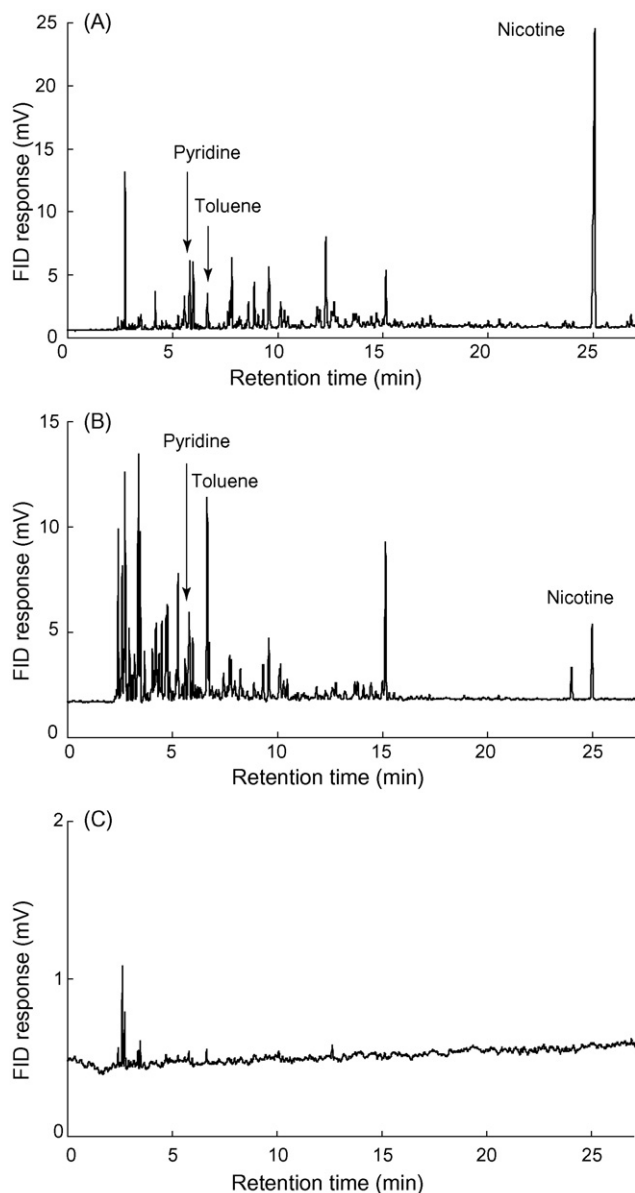 (A)
Nicotine
Pyridine
Toluene
FID response (mV)
25
20
15
10
5
0
0 5 10 15 20 25
Retention time (min)
(B)
Pyridine
Toluene
Nicotine
FID response (mV)
15
10
5
0
0 5 10 15 20 25
Retention time (min)
(C)
FID response (mV)
2
1
0
0 5 10 15 20 25
Retention time (min)